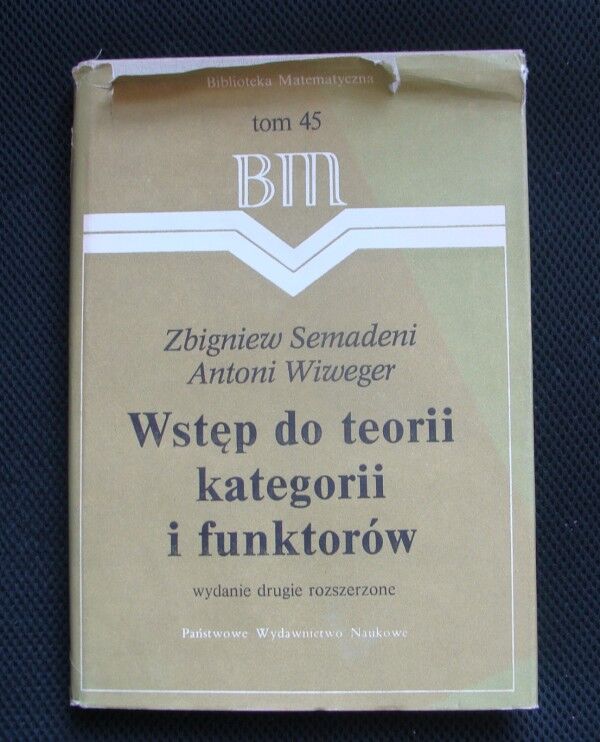 Biblioteka Matematyczna
tom 45
BM
Zbigniew Semadeni
Antoni Wiweger
Wstęp do teorii
kategorii
i funktorów
wydanie drugie rozszerzone
Państwowe Wydawnictwo Naukowe